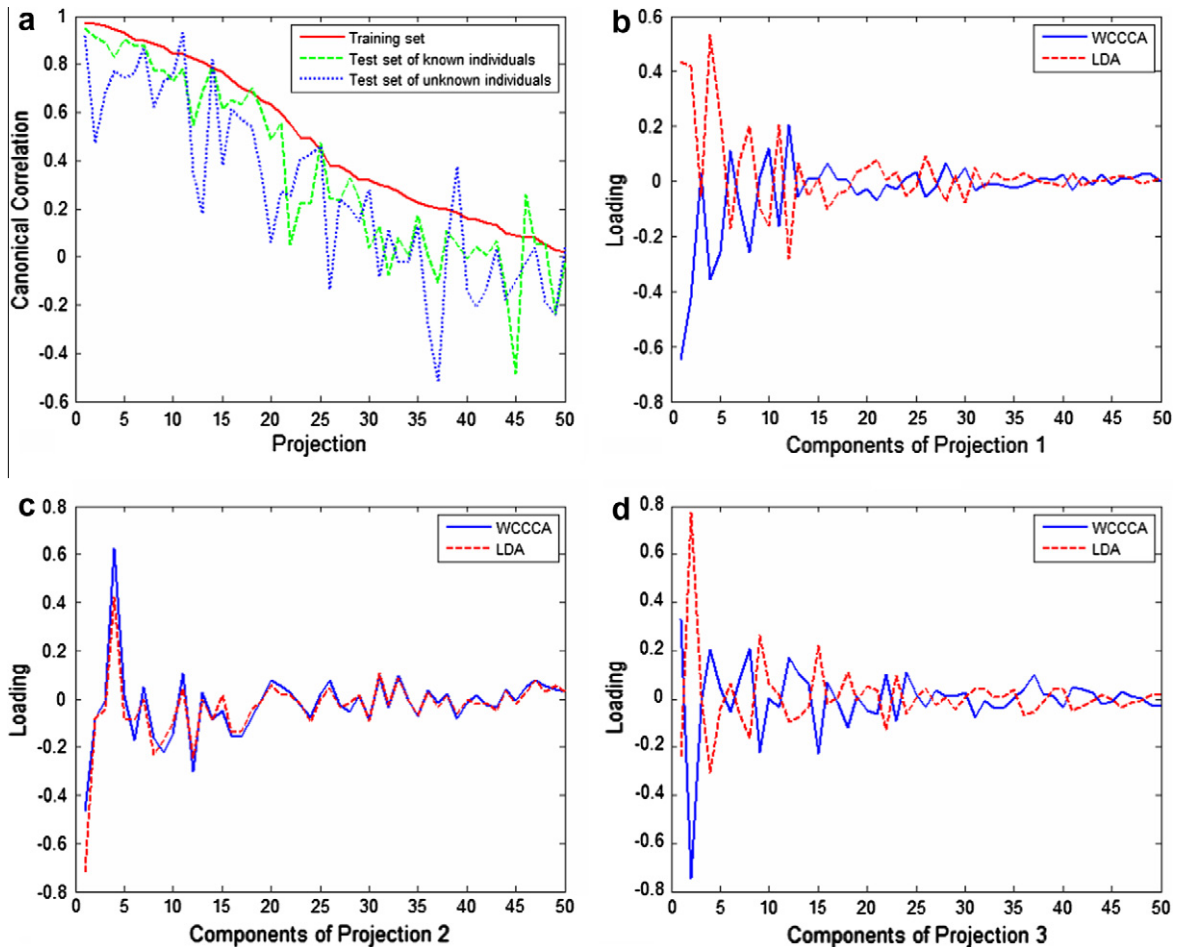 a
1
0.8
0.6
0.4
0.2
0
-0.2
-0.4
-0.6
Canonical Correlation
Training set
Test set of known individuals
Test set of unknown individuals
0 5 10 15 20 25 30 35 40 45 50
Projection
b
0.6
0.4
0.2
0
-0.2
-0.4
-0.6
-0.8
Loading
WCCCA
LDA
0 5 10 15 20 25 30 35 40 45 50
Components of Projection 1
c
0.8
0.6
0.4
0.2
0
-0.2
-0.4
-0.6
-0.8
Loading
WCCCA
LDA
0 5 10 15 20 25 30 35 40 45 50
Components of Projection 2
d
0.8
0.6
0.4
0.2
0
-0.2
-0.4
-0.6
-0.8
Loading
WCCCA
LDA
0 5 10 15 20 25 30 35 40 45 50
Components of Projection 3